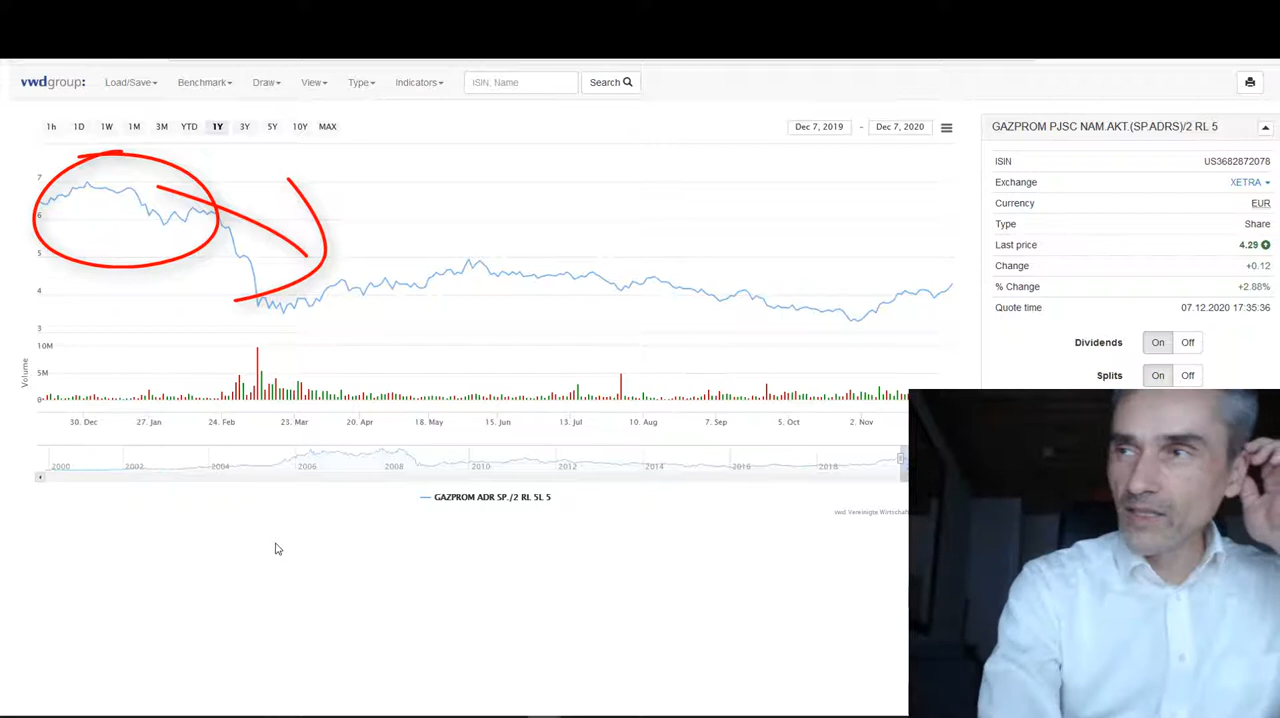 vwdgroup: Load/Save Benchmark Draw View Type Indicators ISIN, Name Search
1h 1D 1W 1M 3M YTD 1Y 3Y 5Y 10Y MAX Dec 7, 2019 - Dec 7, 2020
7
6
5
4
3
10M
5M
0
Volume
30. Dec 27. Jan 24. Feb 23. Mar 20. Apr 18. May 15. Jun 13. Jul 10. Aug 7. Sep 5. Oct 2. Nov
2000 2002 2004 2006 2008 2010 2012 2014 2016 2018
GAZPROM ADR SP./2 RL 5L 5
vwd Vereinigte
GAZPROM PJSC NAM.AKT.(SP.ADRS)/2 RL 5
ISIN US3682872078
Exchange XETRA
Currency EUR
Type Share
Last price 4.29
Change +0.12
% Change +2.88%
Quote time 07.12.2020 17:35:36
Dividends On Off
Splits On Off